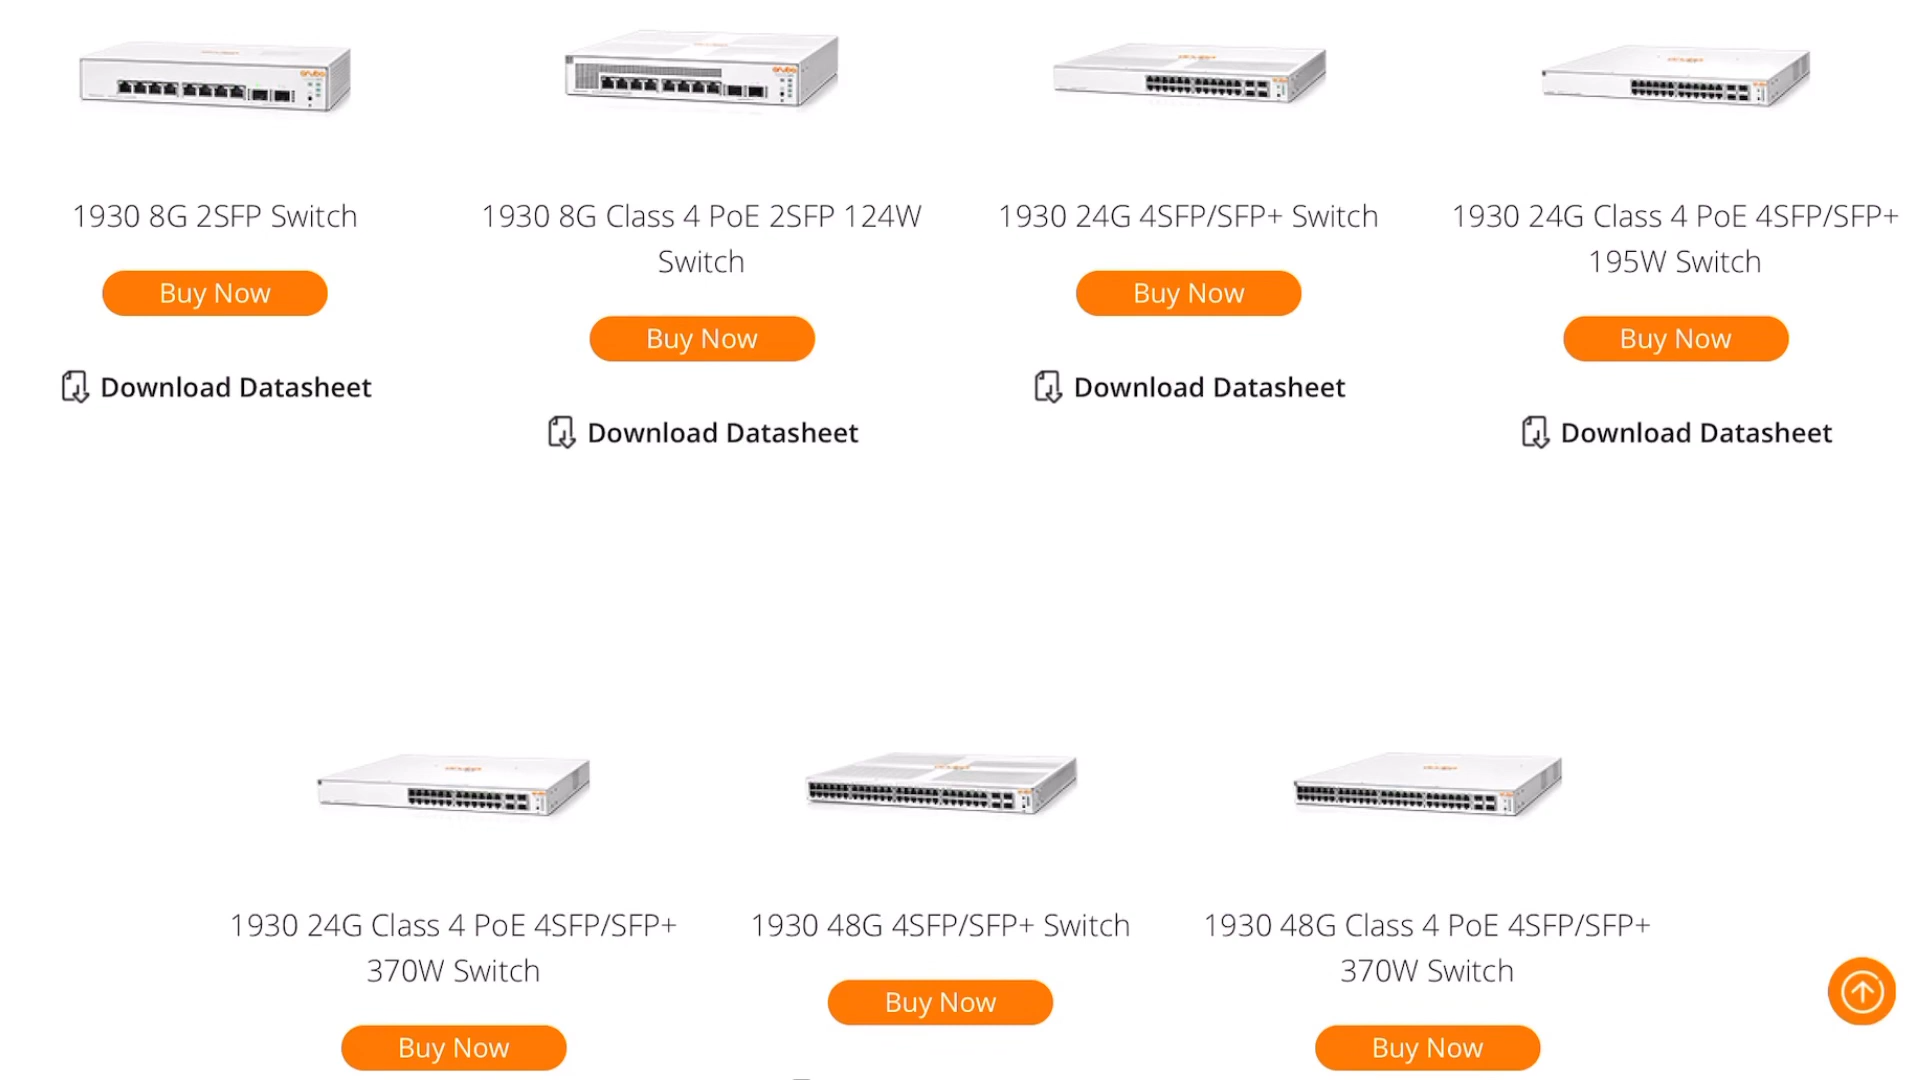 aruba
aruba
1930 8G 2SFP Switch
Buy Now
Download Datasheet
1930 8G Class 4 PoE 2SFP 124W
Switch
Buy Now
Download Datasheet
1930 24G 4SFP/SFP+ Switch
Buy Now
Download Datasheet
1930 24G Class 4 PoE 4SFP/SFP+
195W Switch
Buy Now
Download Datasheet
1930 24G Class 4 PoE 4SFP/SFP+
370W Switch
Buy Now
1930 48G 4SFP/SFP+ Switch
Buy Now
1930 48G Class 4 PoE 4SFP/SFP+
370W Switch
Buy Now